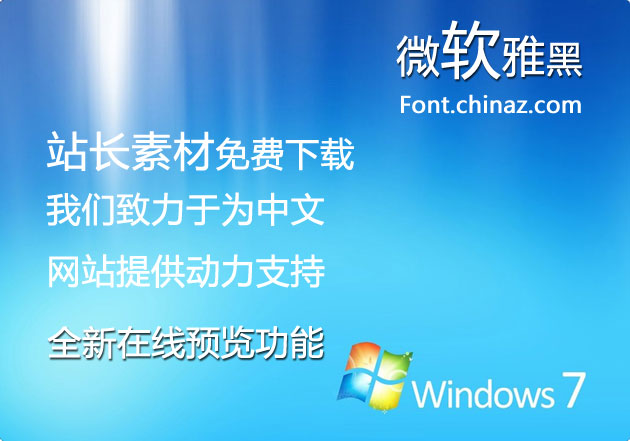 微软雅黑
Font.chinaz.com
站长素材免费下载
我们致力于为中文
网站提供动力支持
全新在线预览功能
Windows 7